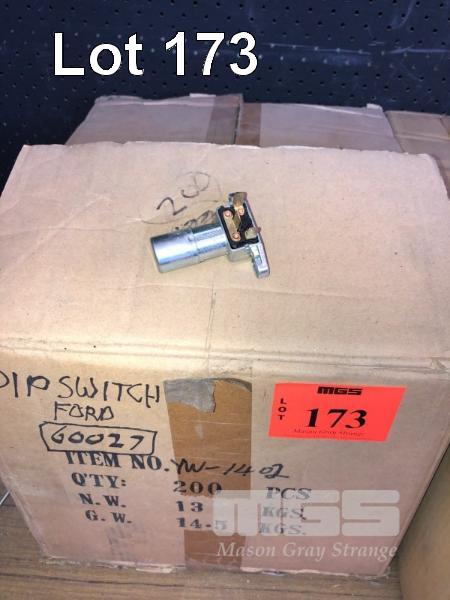 Lot 173
200
DIP SWITCH
FORD
60027
ITEM NO. YW-1402
Q'TY: 200 PCS
N.W. 13 KGS.
G.W. 14.5 KGS.
MGS
LOT
173
Mason Gray Strange
MGS
Mason Gray Strange